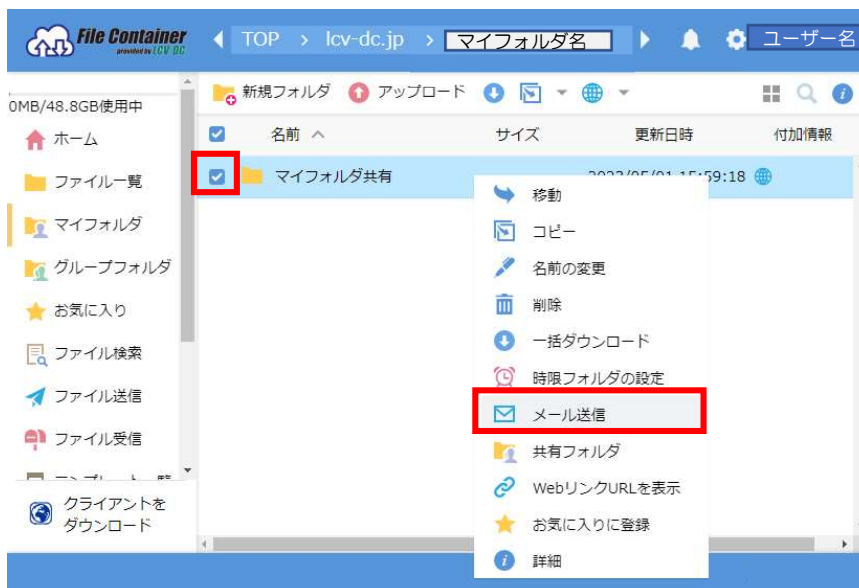 File Container
provided by LCV-DC
TOP > lcv-dc.jp > マイフォルダ名
ユーザー名
0MB/48.8GB使用中
新規フォルダ アップロード
ホーム
ファイル一覧
マイフォルダ
グループフォルダ
お気に入り
ファイル検索
ファイル送信
ファイル受信
クライアントを
ダウンロード
名前 サイズ 更新日時 付加情報
マイフォルダ共有 15:59:18
移動
コピー
名前の変更
削除
一括ダウンロード
時限フォルダの設定
メール送信
共有フォルダ
WebリンクURLを表示
お気に入りに登録
詳細